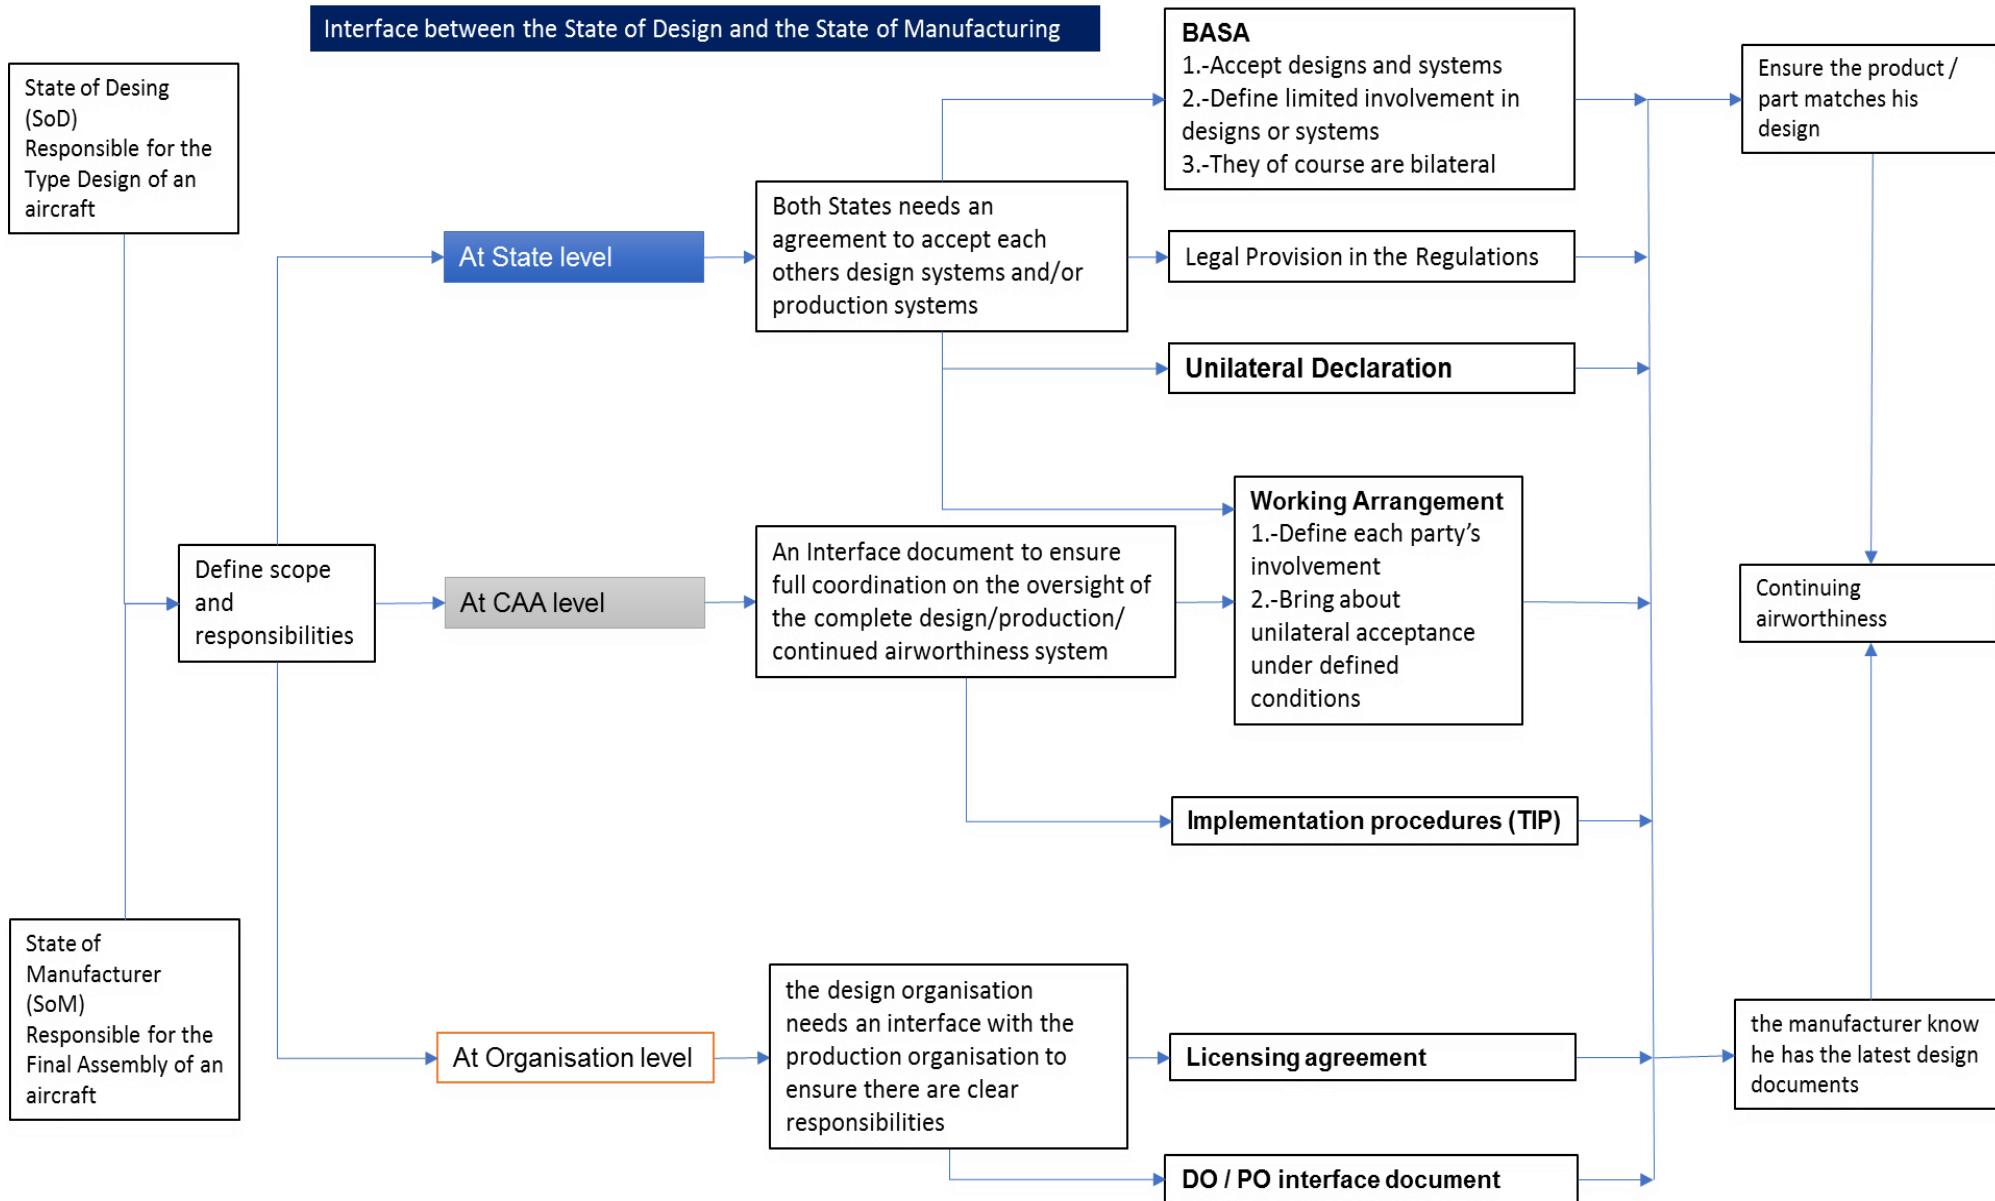 Interface between the State of Design and the State of Manufacturing
State of Desing
(SoD)
Responsible for the
Type Design of an
aircraft
State of
Manufacturer
(SoM)
Responsible for the
Final Assembly of an
aircraft
Define scope
and
responsibilities
At State level
Both States needs an
agreement to accept each
others design systems and/or
production systems
BASA
1.-Accept designs and systems
2.-Define limited involvement in
designs or systems
3.-They of course are bilateral
Legal Provision in the Regulations
Unilateral Declaration
At CAA level
An Interface document to ensure
full coordination on the oversight of
the complete design/production/
continued airworthiness system
Working Arrangement
1.-Define each party’s
involvement
2.-Bring about
unilateral acceptance
under defined
conditions
Implementation procedures (TIP)
At Organisation level
the design organisation
needs an interface with the
production organisation to
ensure there are clear
responsibilities
Licensing agreement
DO / PO interface document
Ensure the product /
part matches his
design
Continuing
airworthiness
the manufacturer know
he has the latest design
documents